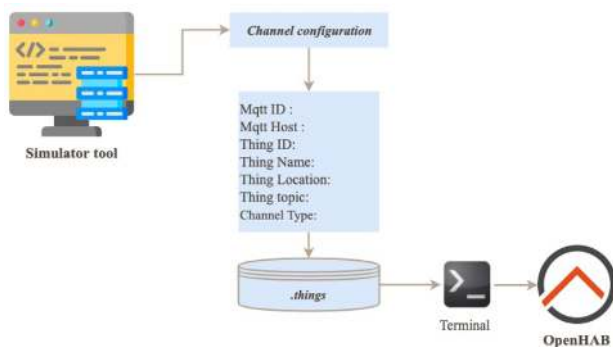 Channel configuration
Simulator tool
Mqtt ID :
Mqtt Host :
Thing ID:
Thing Name:
Thing Location:
Thing topic:
Channel Type:
.things
Terminal
OpenHAB